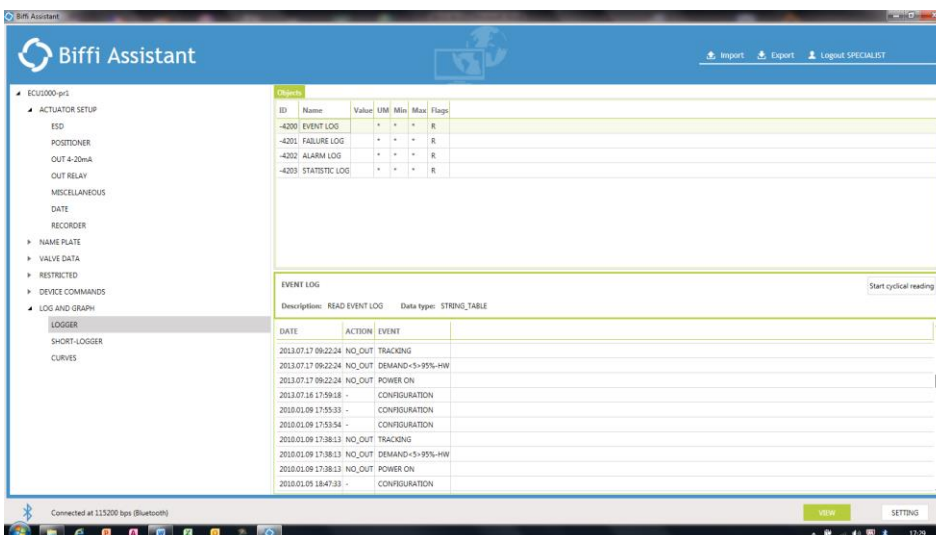 Biffi Assistant
Biffi Assistant
Import Export Logout SPECIALIST
ECU1000-pr1
ACTUATOR SETUP
ESD
POSITIONER
OUT 4-20mA
OUT RELAY
MISCELLANEOUS
DATE
RECORDER
NAME PLATE
VALVE DATA
RESTRICTED
DEVICE COMMANDS
LOG AND GRAPH
LOGGER
SHORT-LOGGER
CURVES
Objects
ID Name Value UM Min Max Flags
-4200 EVENT LOG * * * R
-4201 FAILURE LOG * * * R
-4202 ALARM LOG * * * R
-4203 STATISTIC LOG * * * R
EVENT LOG
Start cyclical reading
Description: READ EVENT LOG Data type: STRING_TABLE
DATE ACTION EVENT
2013.07.17 09:22:24 NO_OUT TRACKING
2013.07.17 09:22:24 NO_OUT DEMAND<5>95%-HW
2013.07.17 09:22:24 NO_OUT POWER ON
2013.07.16 17:59:18 - CONFIGURATION
2010.01.09 17:55:33 - CONFIGURATION
2010.01.09 17:53:54 - CONFIGURATION
2010.01.09 17:38:13 NO_OUT TRACKING
2010.01.09 17:38:13 NO_OUT DEMAND<5>95%-HW
2010.01.09 17:38:13 NO_OUT POWER ON
2010.01.05 18:47:33 - CONFIGURATION
Connected at 115200 bps (Bluetooth)
VIEW SETTING
17:29